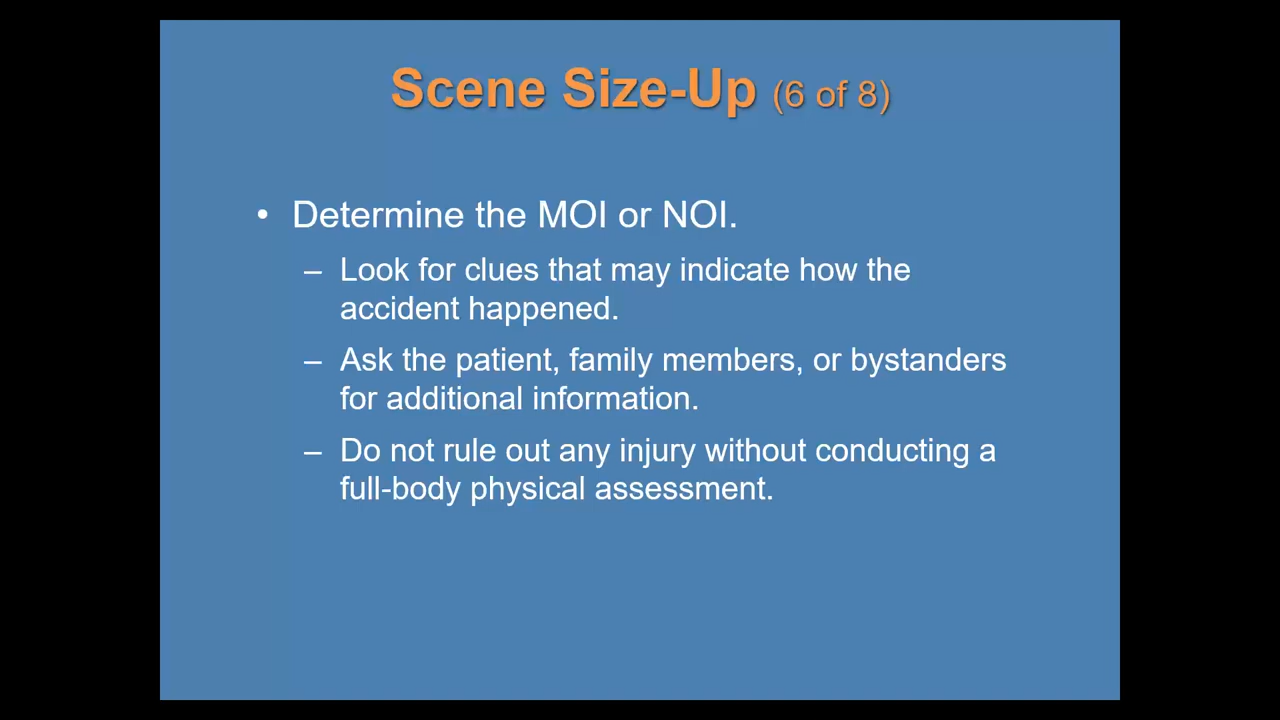 Scene Size-Up (6 of 8)
• Determine the MOI or NOI.
– Look for clues that may indicate how the
accident happened.
– Ask the patient, family members, or bystanders
for additional information.
– Do not rule out any injury without conducting a
full-body physical assessment.